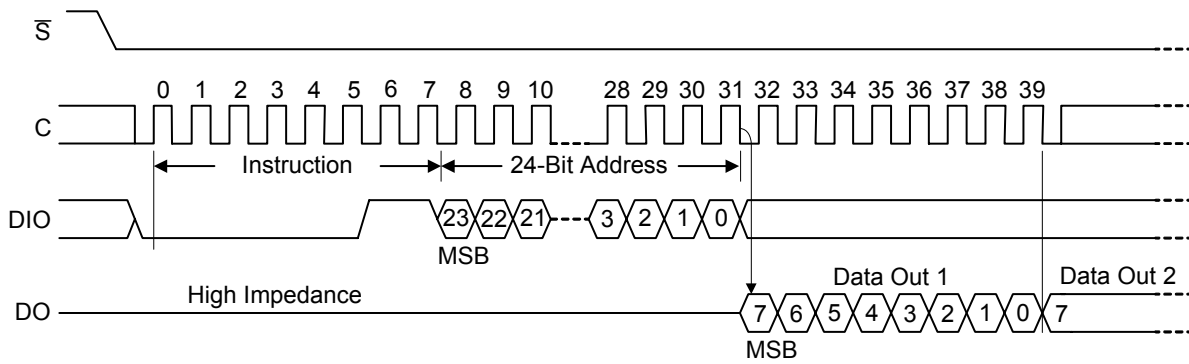 S̅
0 1 2 3 4 5 6 7 8 9 10 28 29 30 31 32 33 34 35 36 37 38 39
C
Instruction 24-Bit Address
DIO 23 22 21 3 2 1 0
MSB
Data Out 1 Data Out 2
High Impedance
DO 7 6 5 4 3 2 1 0 7
MSB